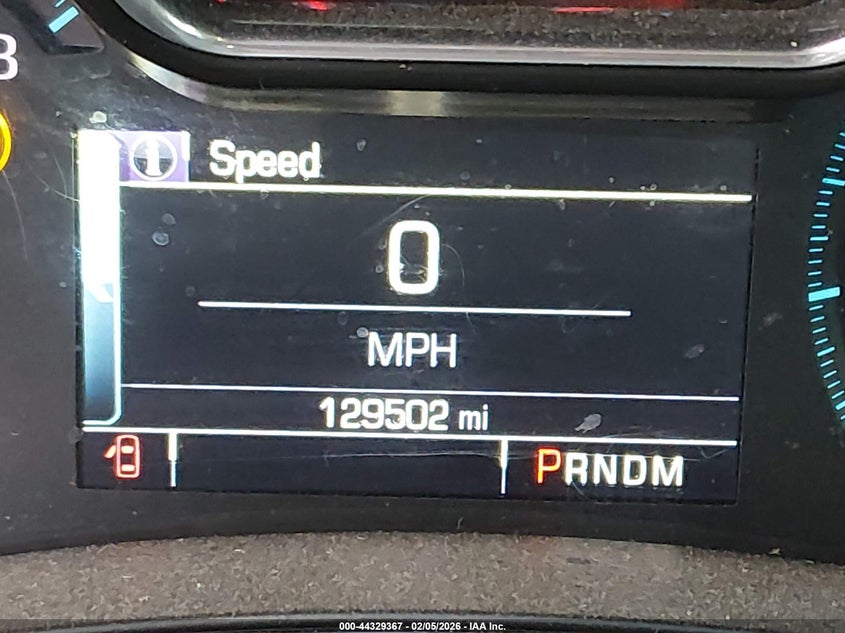 Speed
0
MPH
129502 mi
PRNDM
000-44329367 - 02/05/2026 - IAA Inc.